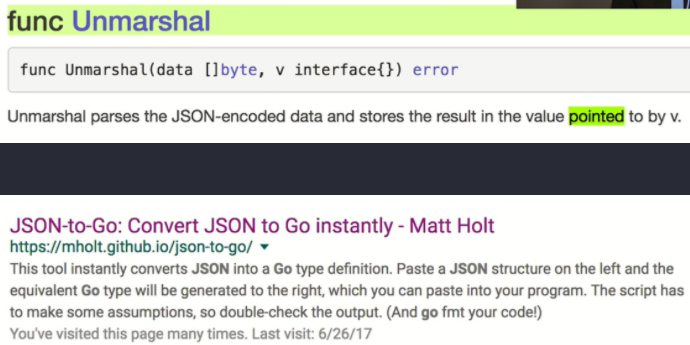 func Unmarshal
func Unmarshal(data []byte, v interface{}) error
Unmarshal parses the JSON-encoded data and stores the result in the value pointed to by v.
JSON-to-Go: Convert JSON to Go instantly - Matt Holt
https://mholt.github.io/json-to-go/ ▼
This tool instantly converts JSON into a Go type definition. Paste a JSON structure on the left and the
equivalent Go type will be generated to the right, which you can paste into your program. The script has
to make some assumptions, so double-check the output. (And go fmt your code!)
You've visited this page many times. Last visit: 6/26/17